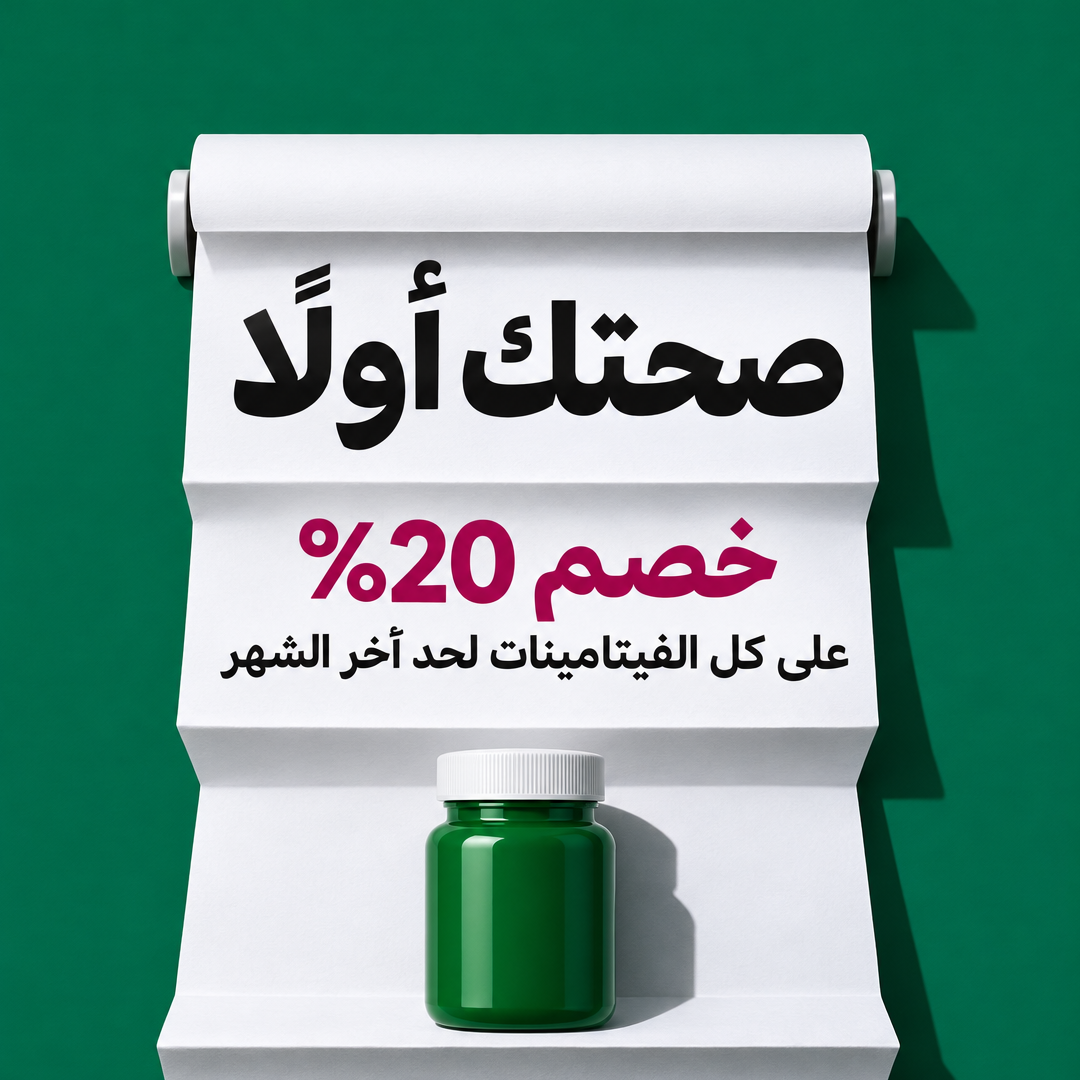 صحتك أولًا
خصم 20%
على كل الفيتامينات لحد أخر الشهر